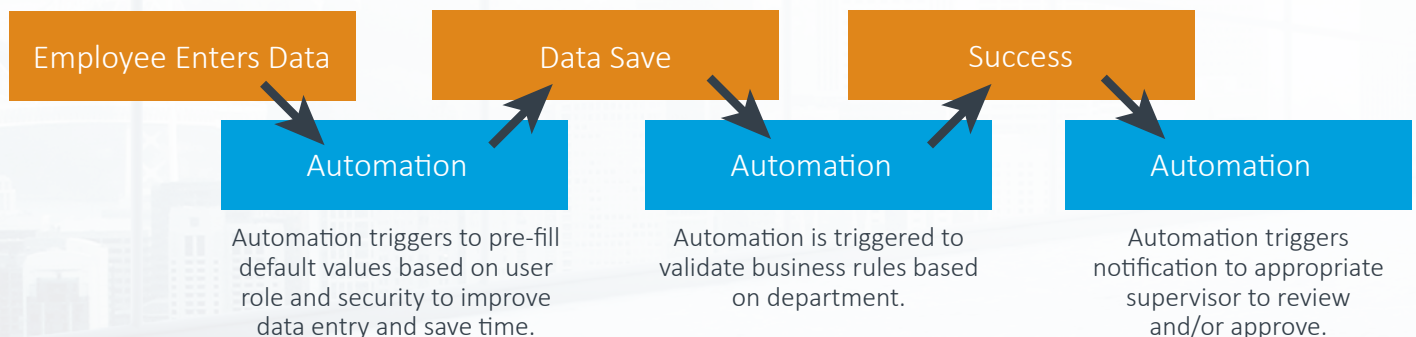 Employee Enters Data
Data Save
Success
Automation
Automation
Automation
Automation triggers to pre-fill
default values based on user
role and security to improve
data entry and save time.
Automation is triggered to
validate business rules based
on department.
Automation triggers
notification to appropriate
supervisor to review
and/or approve.